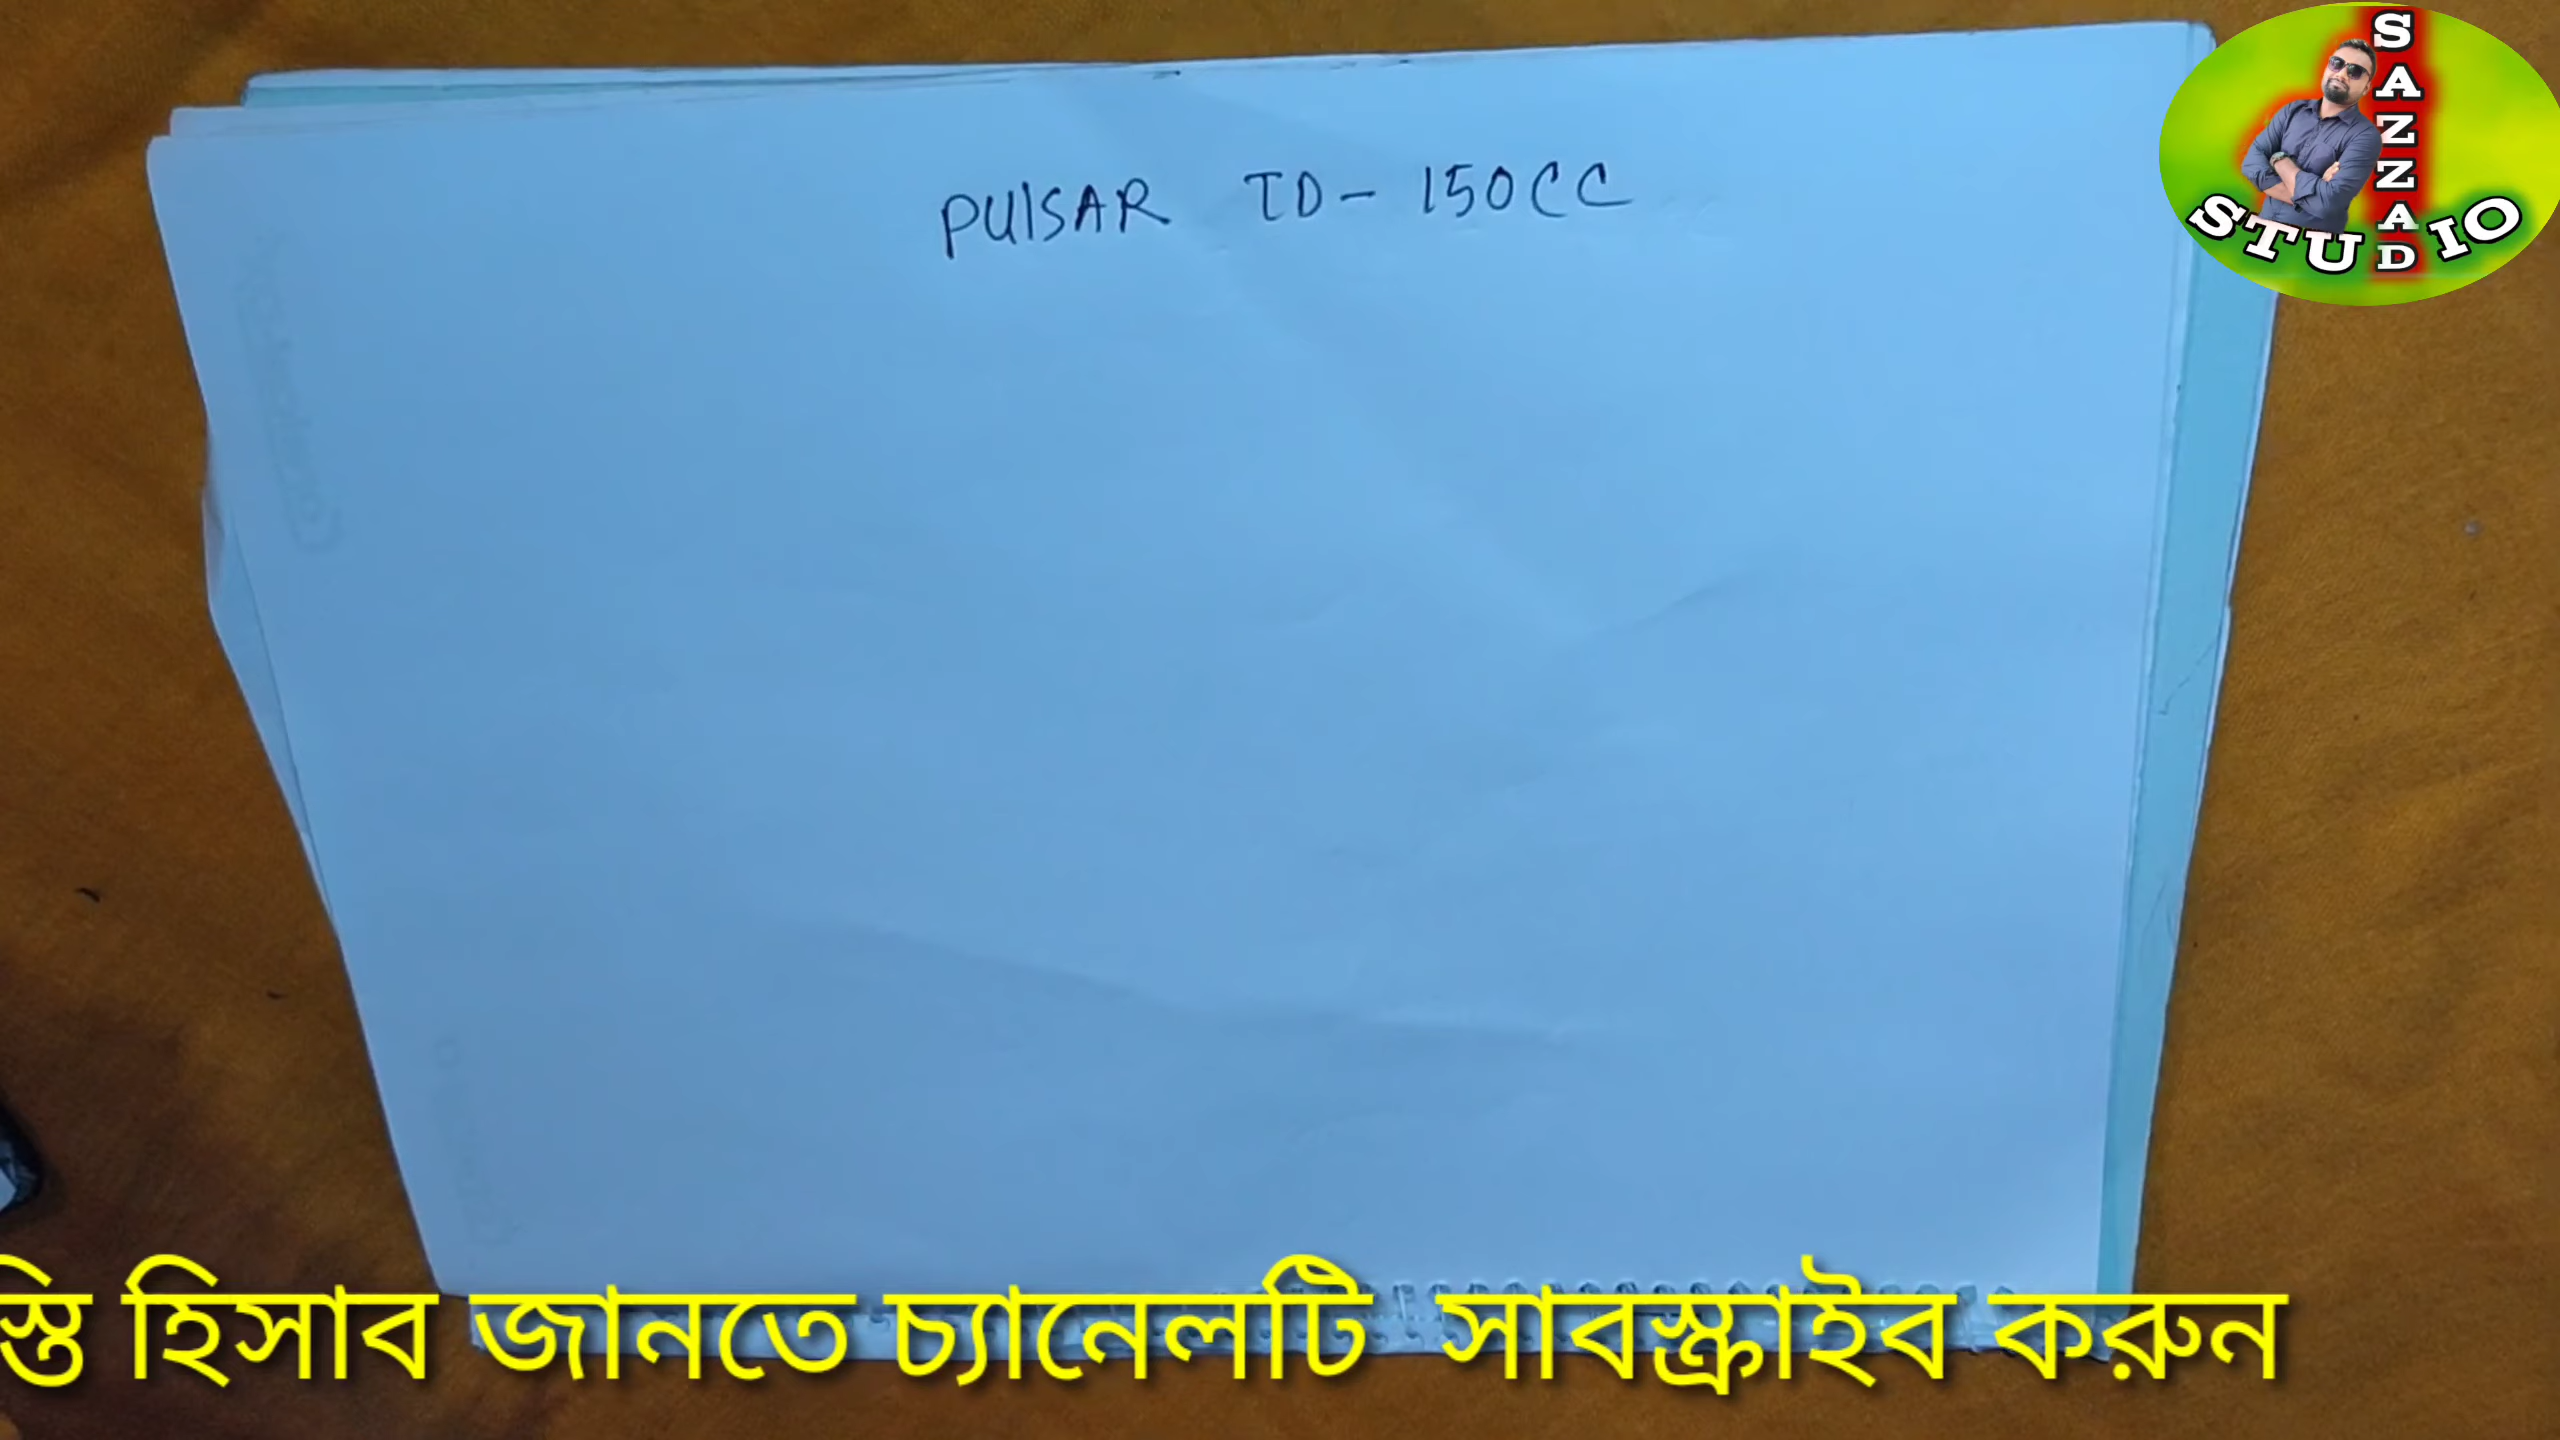 PULSAR TD- 150CC
SAZZAD
STUDIO
স্তি হিসাব জানতে চ্যানেলটি সাবস্ক্রাইব করুন